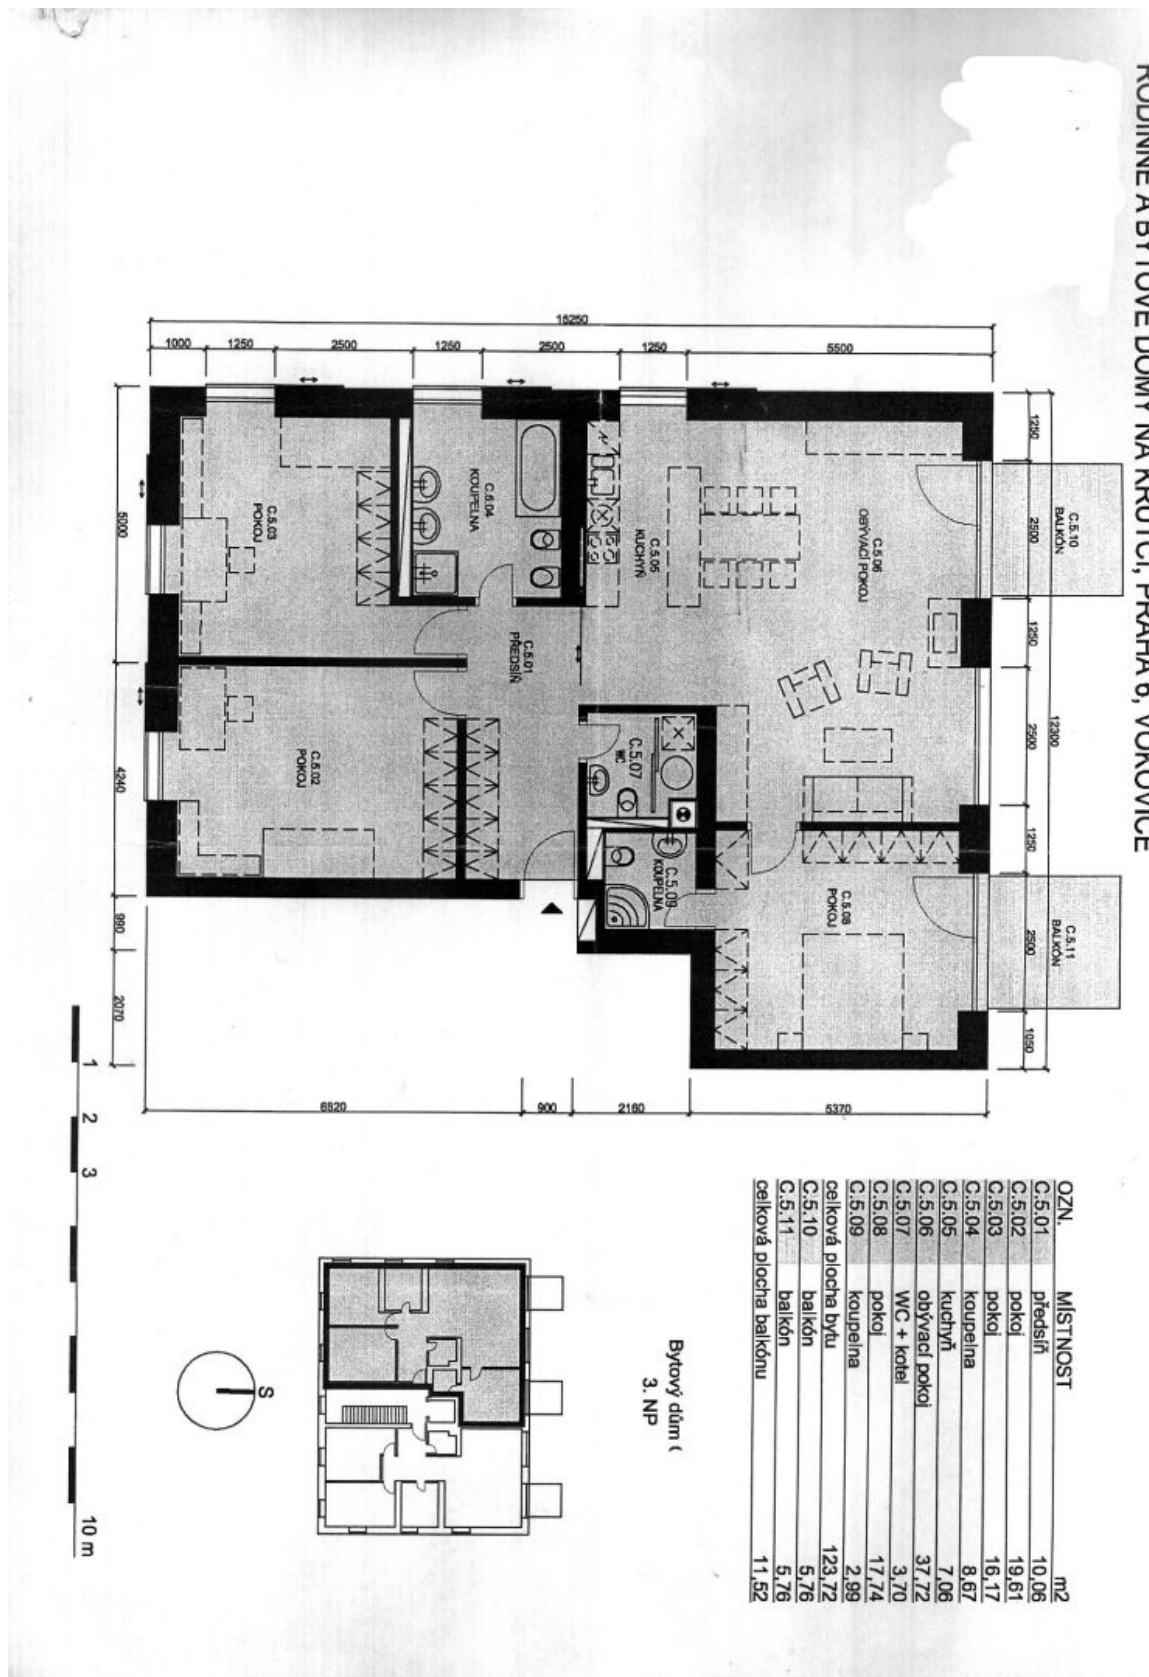 RODINNÉ A BYTOVÉ DOMY NA KRUTCI, PRAHA 6, VOKOVICE
12300
1250 2500 1250 2500 1250 2500 1050
C.5.10
BALKÓN
C.5.11
BALKÓN
15250
1000 1250 2500 1250 2500 1250 5500
C.5.06
OBÝVACÍ POKOJ
C.5.08
POKOJ
C.5.05
KUCHYŇ
C.5.07
WC
C.5.09
KOUPELNA
C.5.04
KOUPELNA
C.5.01
PŘEDSÍŇ
C.5.03
POKOJ
C.5.02
POKOJ
5000 4240 990 2070
6820 900 2160 5370
OZN. MÍSTNOST m2
C.5.01 předsíň 10,06
C.5.02 pokoj 19,61
C.5.03 pokoj 16,17
C.5.04 koupelna 8,67
C.5.05 kuchyň 7,06
C.5.06 obývací pokoj 37,72
C.5.07 WC + kotel 3,70
C.5.08 pokoj 17,74
C.5.09 koupelna 2,99
celková plocha bytu 123,72
C.5.10 balkón 5,76
C.5.11 balkón 5,76
celková plocha balkónu 11,52
Bytový dům
3. NP
S
1 2 3 10 m